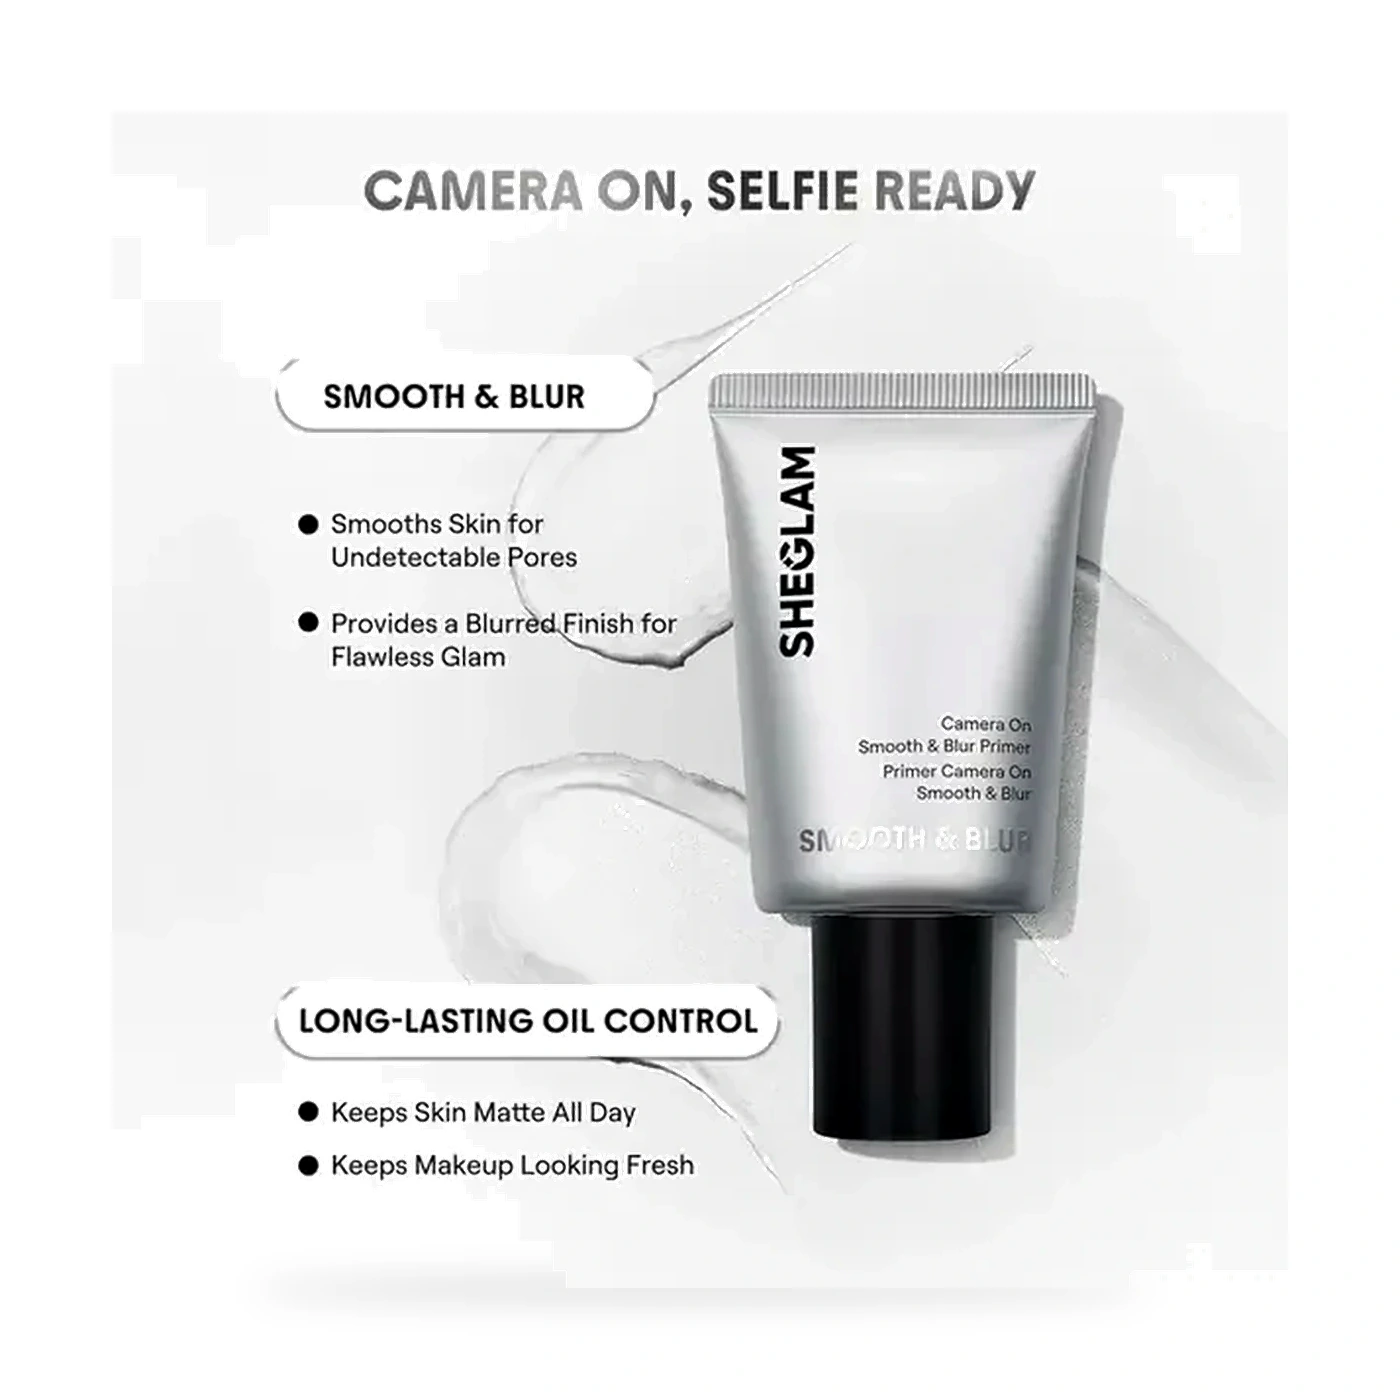 CAMERA ON, SELFIE READY
SMOOTH & BLUR
Smooths Skin for
Undetectable Pores
Provides a Blurred Finish for
Flawless Glam
SHEGLAM
Camera On
Smooth & Blur Primer
Primer Camera On
Smooth & Blur
SMOOTH & BLUR
LONG-LASTING OIL CONTROL
Keeps Skin Matte All Day
Keeps Makeup Looking Fresh